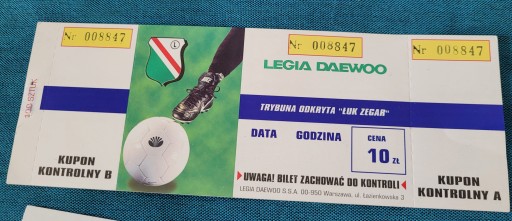 Nr 008847
Nr 008847
Nr 008847
L
LEGIA DAEWOO
TRYBUNA ODKRYTA "ŁUK ZEGAR"
DATA GODZINA
CENA
10 ZŁ
UWAGA! BILET ZACHOWAĆ DO KONTROLI
LEGIA DAEWOO S.S.A. 00-950 Warszawa, ul. Łazienkowska 3
KUPON
KONTROLNY B
KUPON
KONTROLNY A